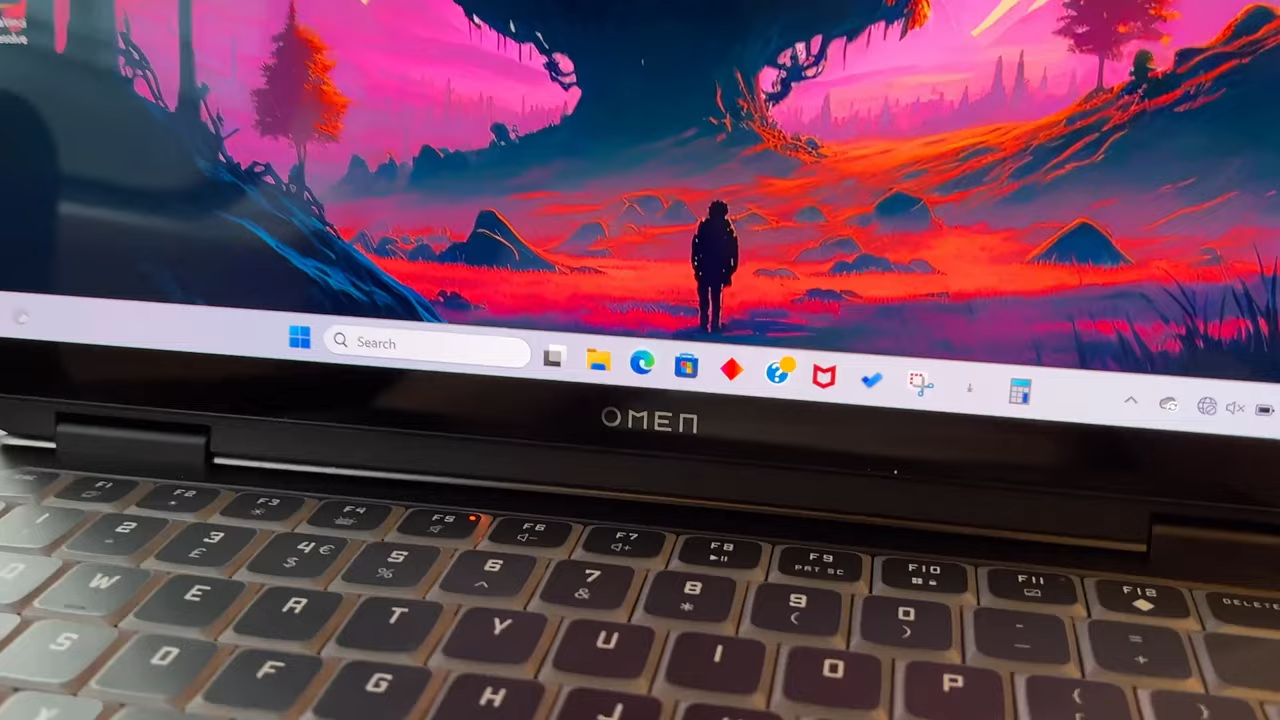 Search
OMEN
F1
F2
F3
F4
F5
F6
F7
F8
F9
PRT SC
F10
F11
F12
DELETE
1
2
"
3
£
4
€
$
5
%
6
^
7
&
8
*
9
(
0
)
-
=
+
W
E
R
T
Y
U
I
O
P
{
}
S
D
F
G
H
J